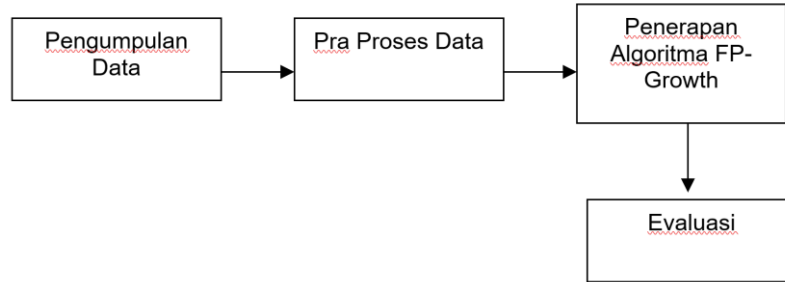 Pengumpulan
Data
Pra Proses Data
Penerapan
Algoritma FP-
Growth
Evaluasi